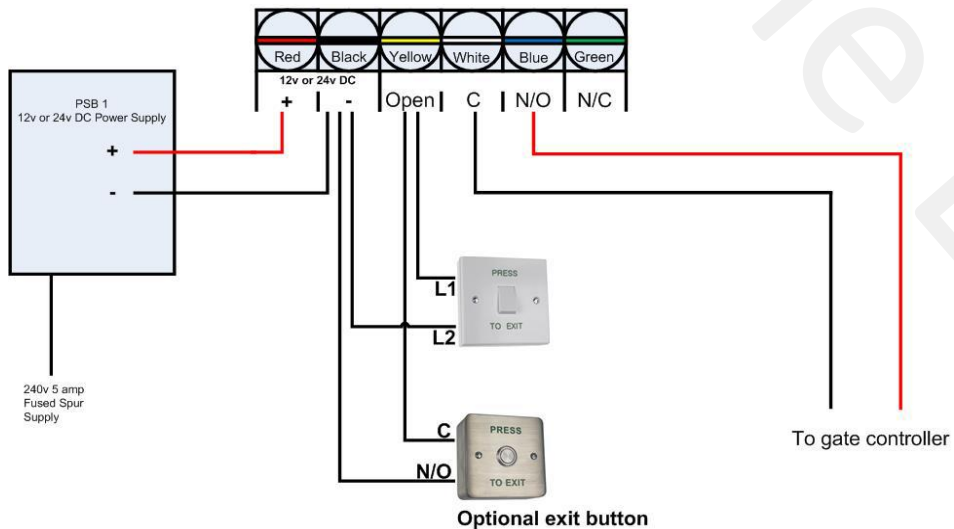 Red Black Yellow White Blue Green
12v or 24v DC
+ - Open C N/O N/C
PSB 1
12v or 24v DC Power Supply
+
-
PRESS
L1
TO EXIT
L2
240v 5 amp
Fused Spur
Supply
C
PRESS
N/O
TO EXIT
To gate controller
Optional exit button